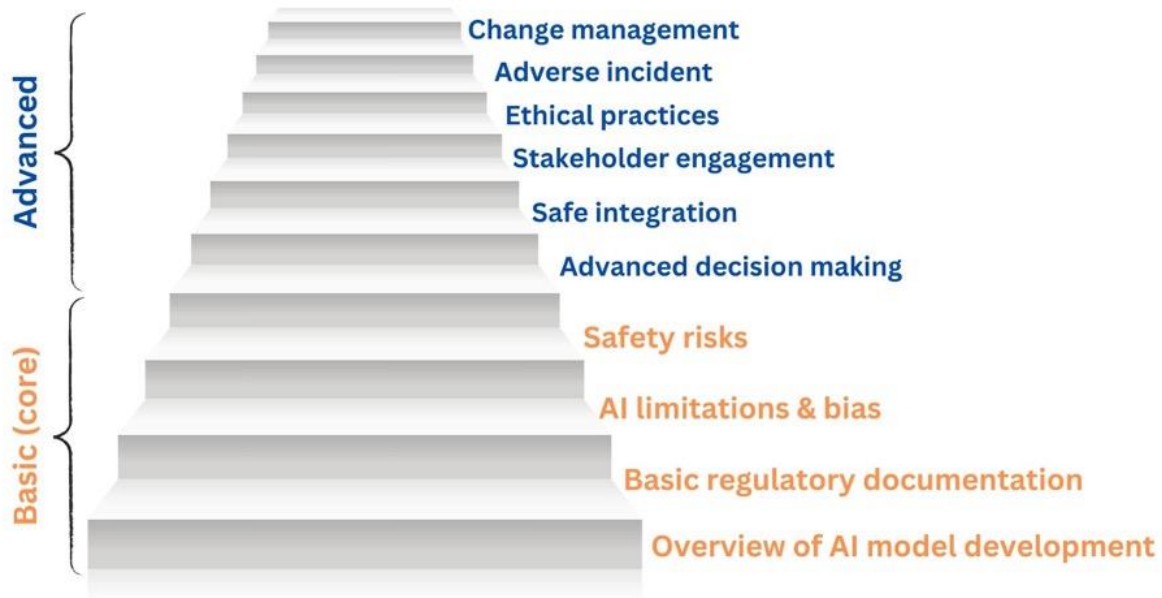 Advanced
Change management
Adverse incident
Ethical practices
Stakeholder engagement
Safe integration
Advanced decision making
Basic (core)
Safety risks
AI limitations & bias
Basic regulatory documentation
Overview of AI model development